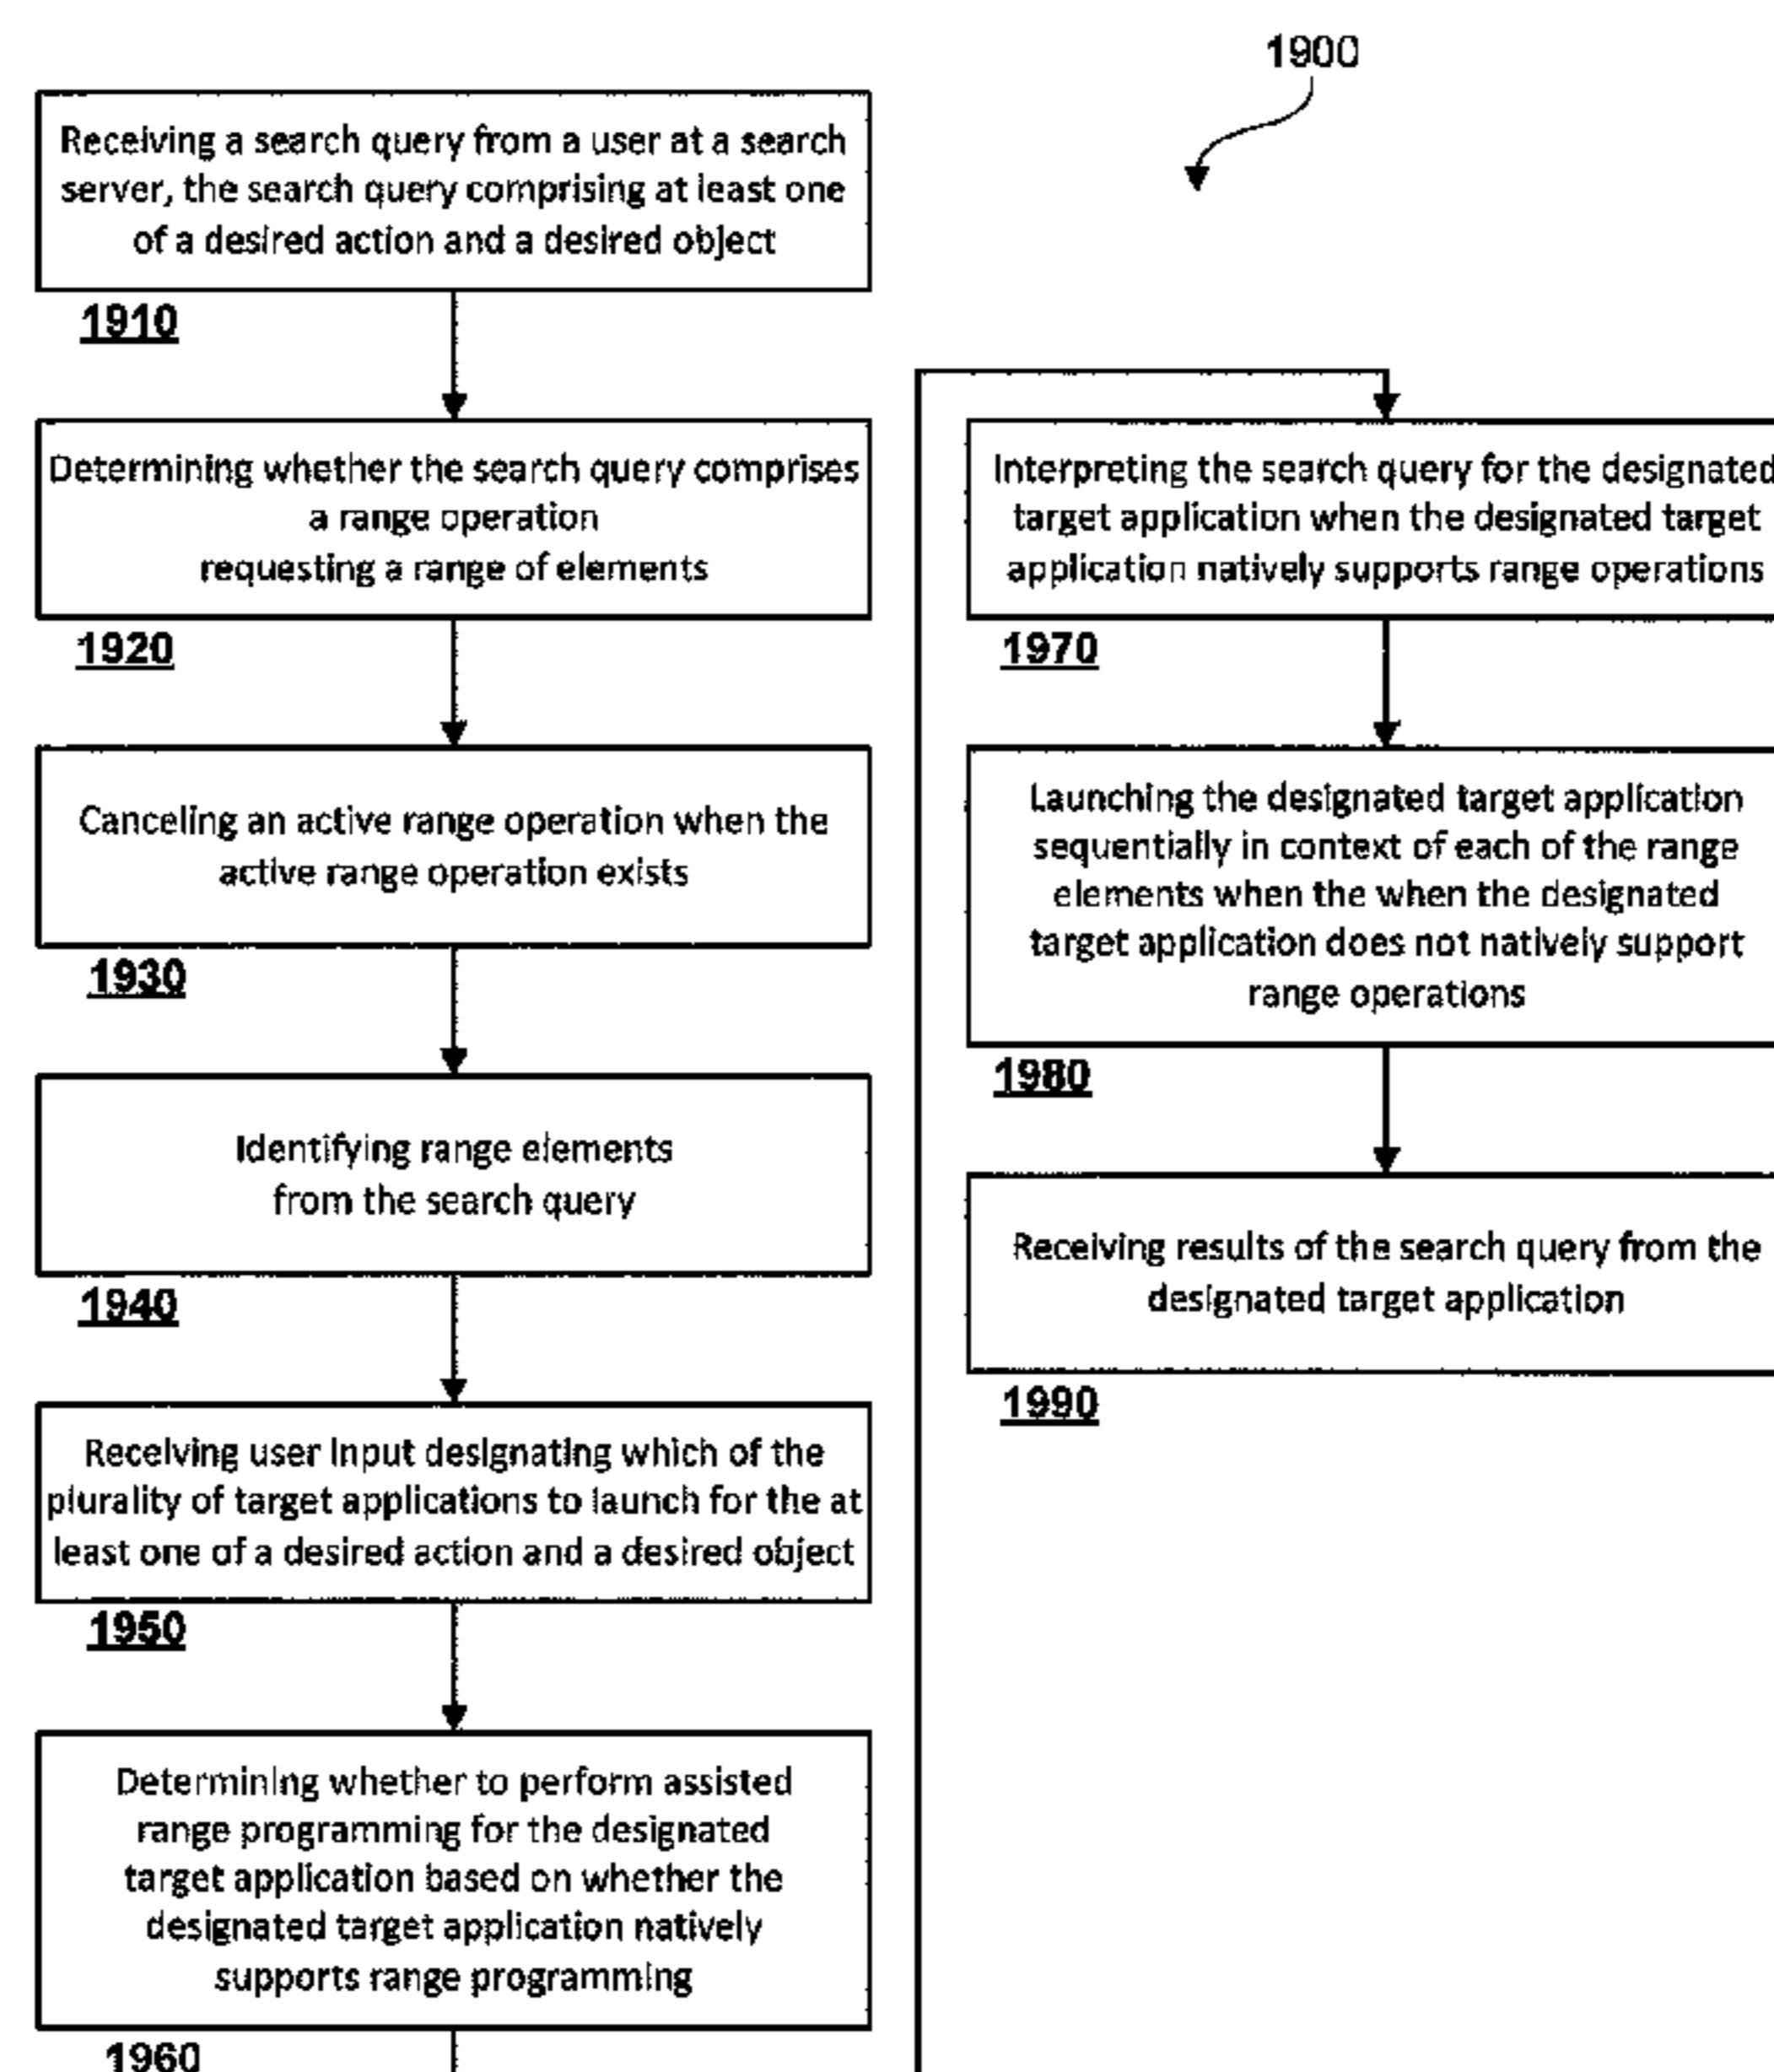 1900
Receiving a search query from a user at a search
server, the search query comprising at least one
of a desired action and a desired object
1910
Determining whether the search query comprises
a range operation
requesting a range of elements
1920
Canceling an active range operation when the
active range operation exists
1930
Identifying range elements
from the search query
1940
Receiving user input designating which of the
plurality of target applications to launch for the at
least one of a desired action and a desired object
1950
Determining whether to perform assisted
range programming for the designated
target application based on whether the
designated target application natively
supports range programming
1960
Interpreting the search query for the designated
target application when the designated target
application natively supports range operations
1970
Launching the designated target application
sequentially in context of each of the range
elements when the when the designated
target application does not natively support
range operations
1980
Receiving results of the search query from the
designated target application
1990